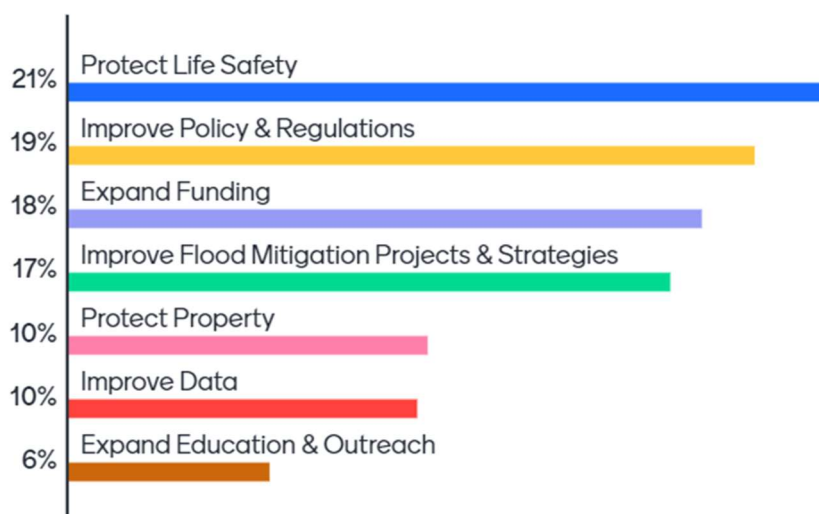 Protect Life Safety
21%
Improve Policy & Regulations
19%
Expand Funding
18%
Improve Flood Mitigation Projects & Strategies
17%
Protect Property
10%
Improve Data
10%
Expand Education & Outreach
6%